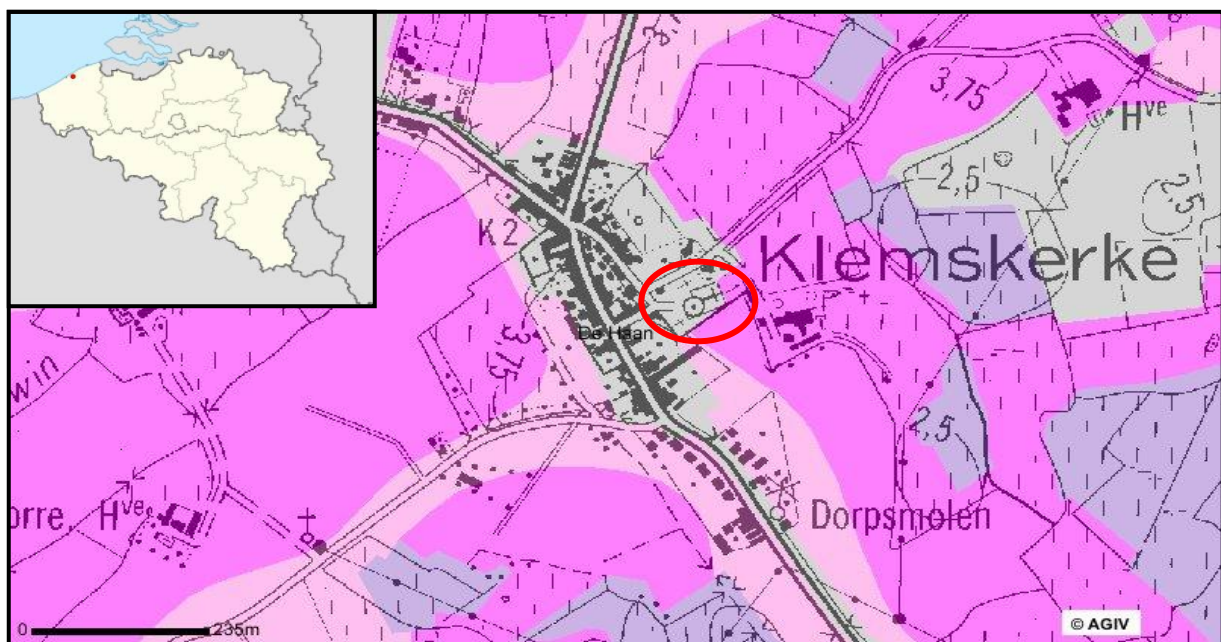 3,75
Hve
2,5
2,5
K2
Klemskerke
De Haan
3,75
win
2,5
orre, Hve.
Dorpsmolen
0
235m
© AGIV